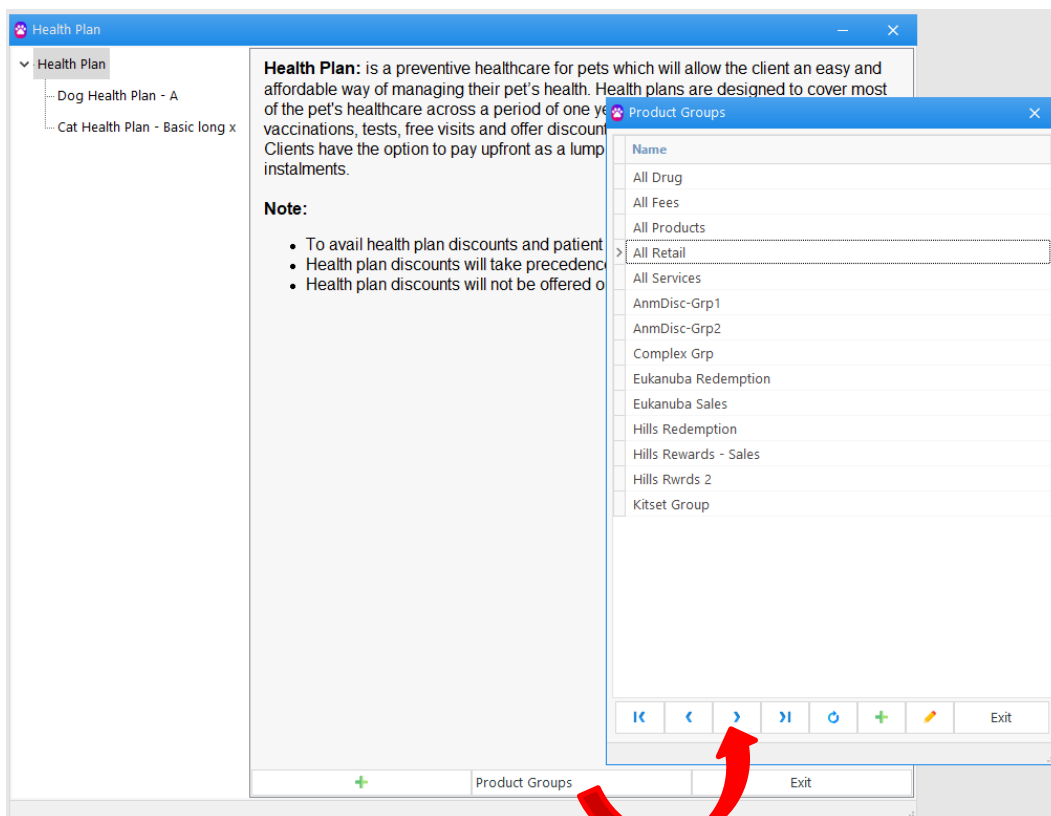 Health Plan
Health Plan
Dog Health Plan - A
Cat Health Plan - Basic long x
Health Plan: is a preventive healthcare for pets which will allow the client an easy and
affordable way of managing their pet's health. Health plans are designed to cover most
of the pet's healthcare across a period of one
vaccinations, tests, free visits and offer
Clients have the option to pay upfront as a lump
instalments.
Note:
• To avail health plan discounts and patient
• Health plan discounts will take
• Health plan discounts will not be offered
Product Groups
Exit
Product Groups
Name
All Drug
All Fees
All Products
All Retail
All Services
AnmDisc-Grp1
AnmDisc-Grp2
Complex Grp
Eukanuba Redemption
Eukanuba Sales
Hills Redemption
Hills Rewards - Sales
Hills Rwrds 2
Kitset Group
Exit